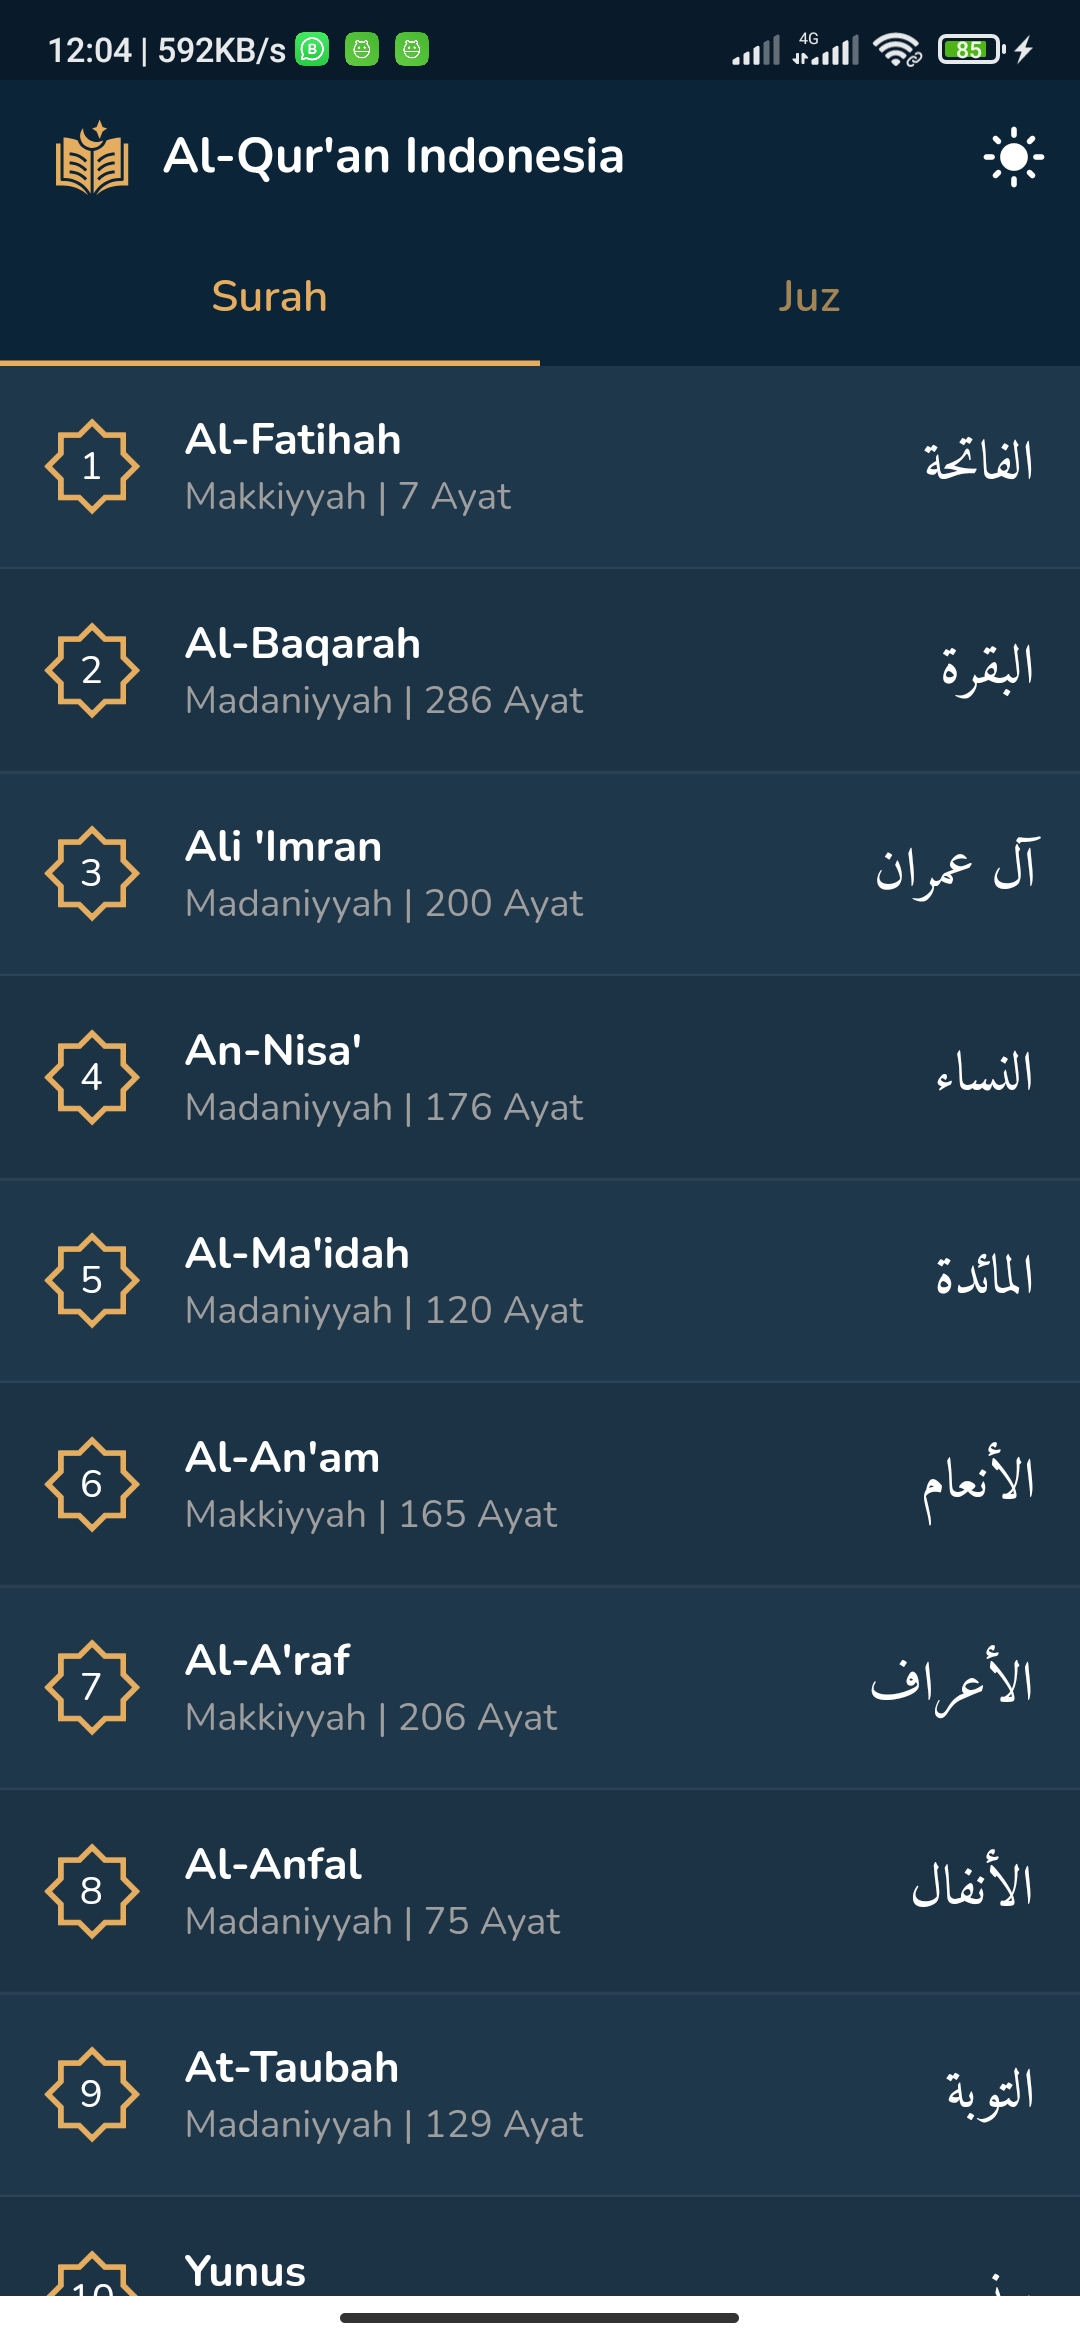 12:04 | 592KB/s
4G
85
Al-Qur'an Indonesia
Surah
Juz
1
Al-Fatihah
Makkiyyah | 7 Ayat
الفاتحة
2
Al-Baqarah
Madaniyyah | 286 Ayat
البقرة
3
Ali 'Imran
Madaniyyah | 200 Ayat
آل عمران
4
An-Nisa'
Madaniyyah | 176 Ayat
النساء
5
Al-Ma'idah
Madaniyyah | 120 Ayat
المائدة
6
Al-An'am
Makkiyyah | 165 Ayat
الأنعام
7
Al-A'raf
Makkiyyah | 206 Ayat
الأعراف
8
Al-Anfal
Madaniyyah | 75 Ayat
الأنفال
9
At-Taubah
Madaniyyah | 129 Ayat
التوبة
10
Yunus